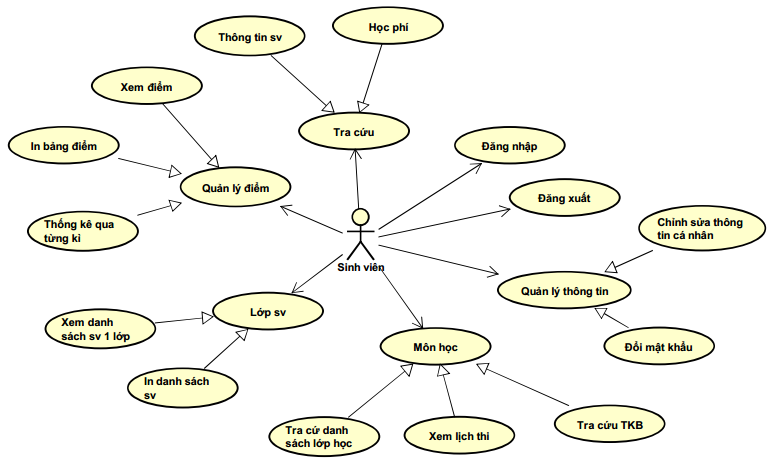 Thông tin sv
Học phí
Xem điểm
Tra cứu
In bảng điểm
Đăng nhập
Quản lý điểm
Đăng xuất
Thống kê qua
từng kì
Chỉnh sửa thông
tin cá nhân
Sinh viên
Quản lý thông tin
Lớp sv
Xem danh
sách sv 1 lớp
Môn học
Đổi mật khẩu
In danh sách
sv
Tra cứ danh
sách lớp học
Xem lịch thi
Tra cứu TKB